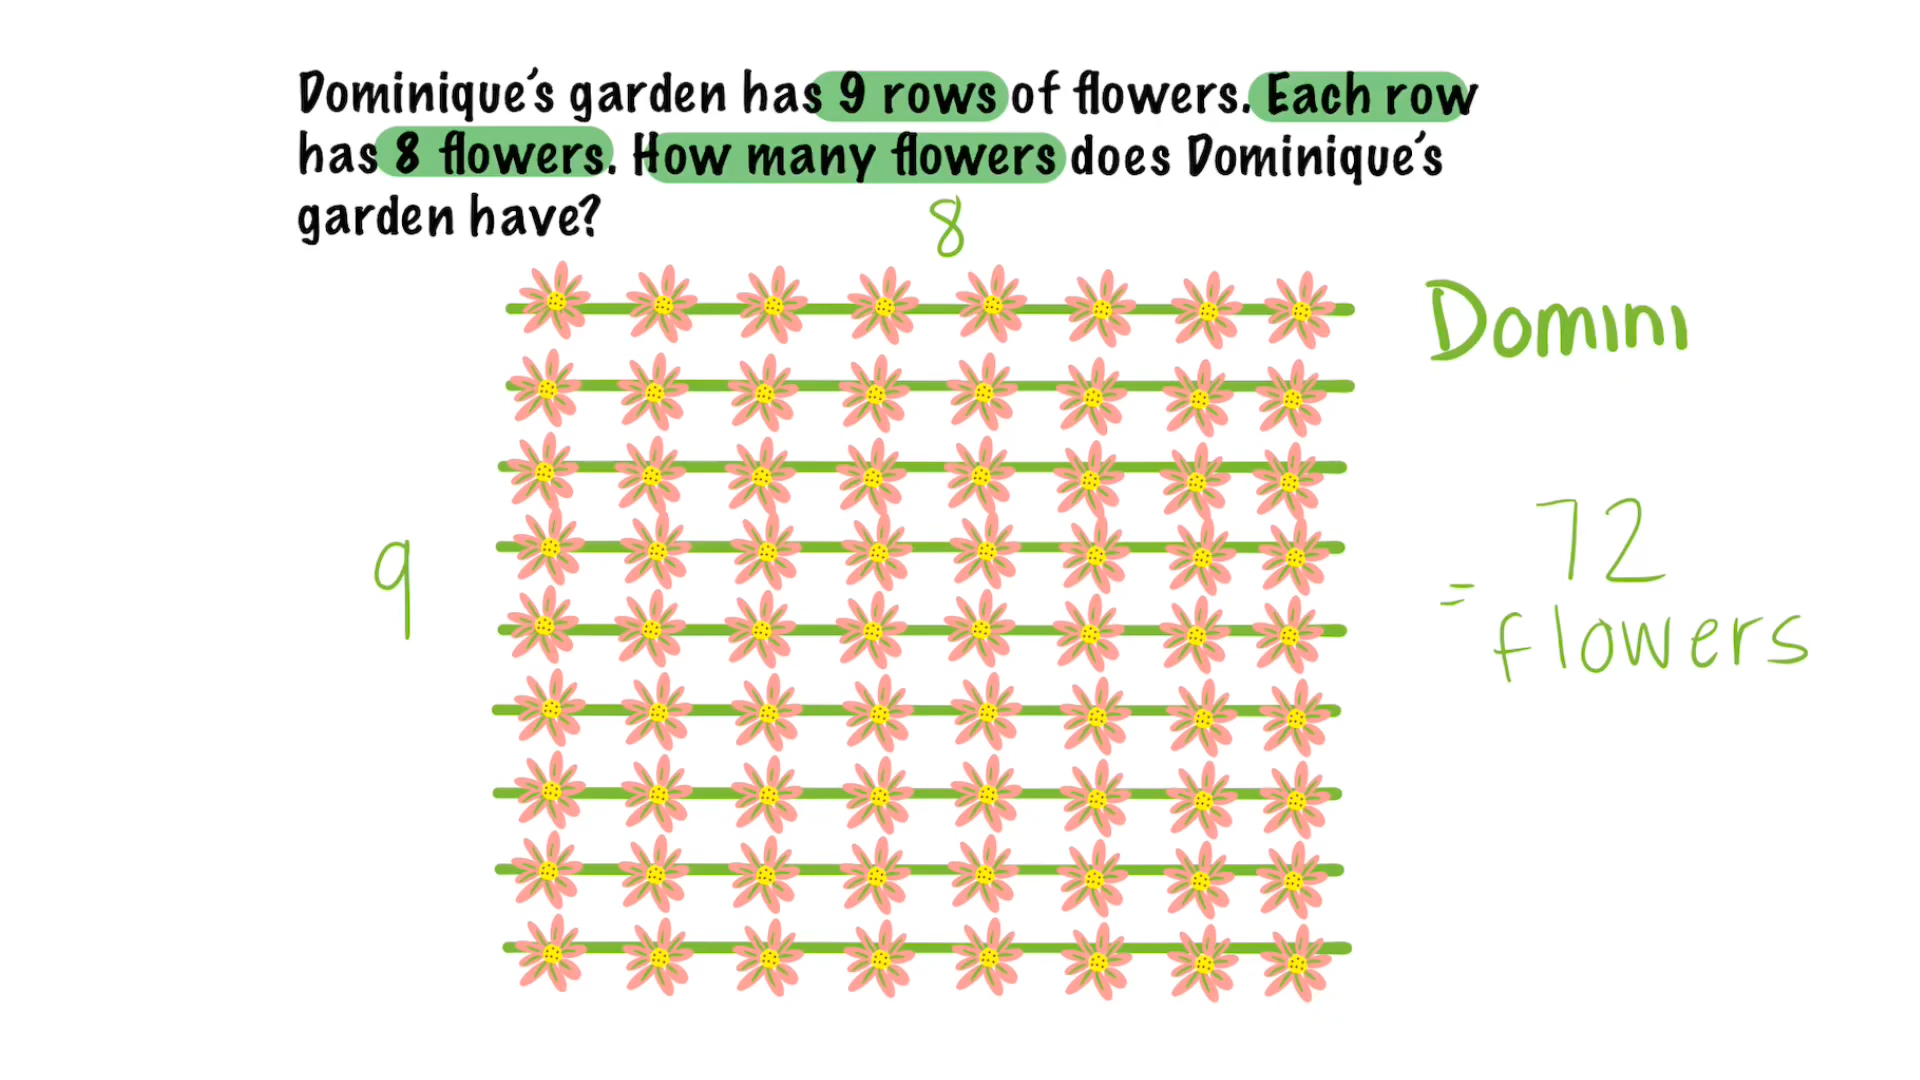 Dominique's garden has 9 rows of flowers. Each row
has 8 flowers. How many flowers does Dominique's
garden have?
8
Domini
9
= 72
flowers